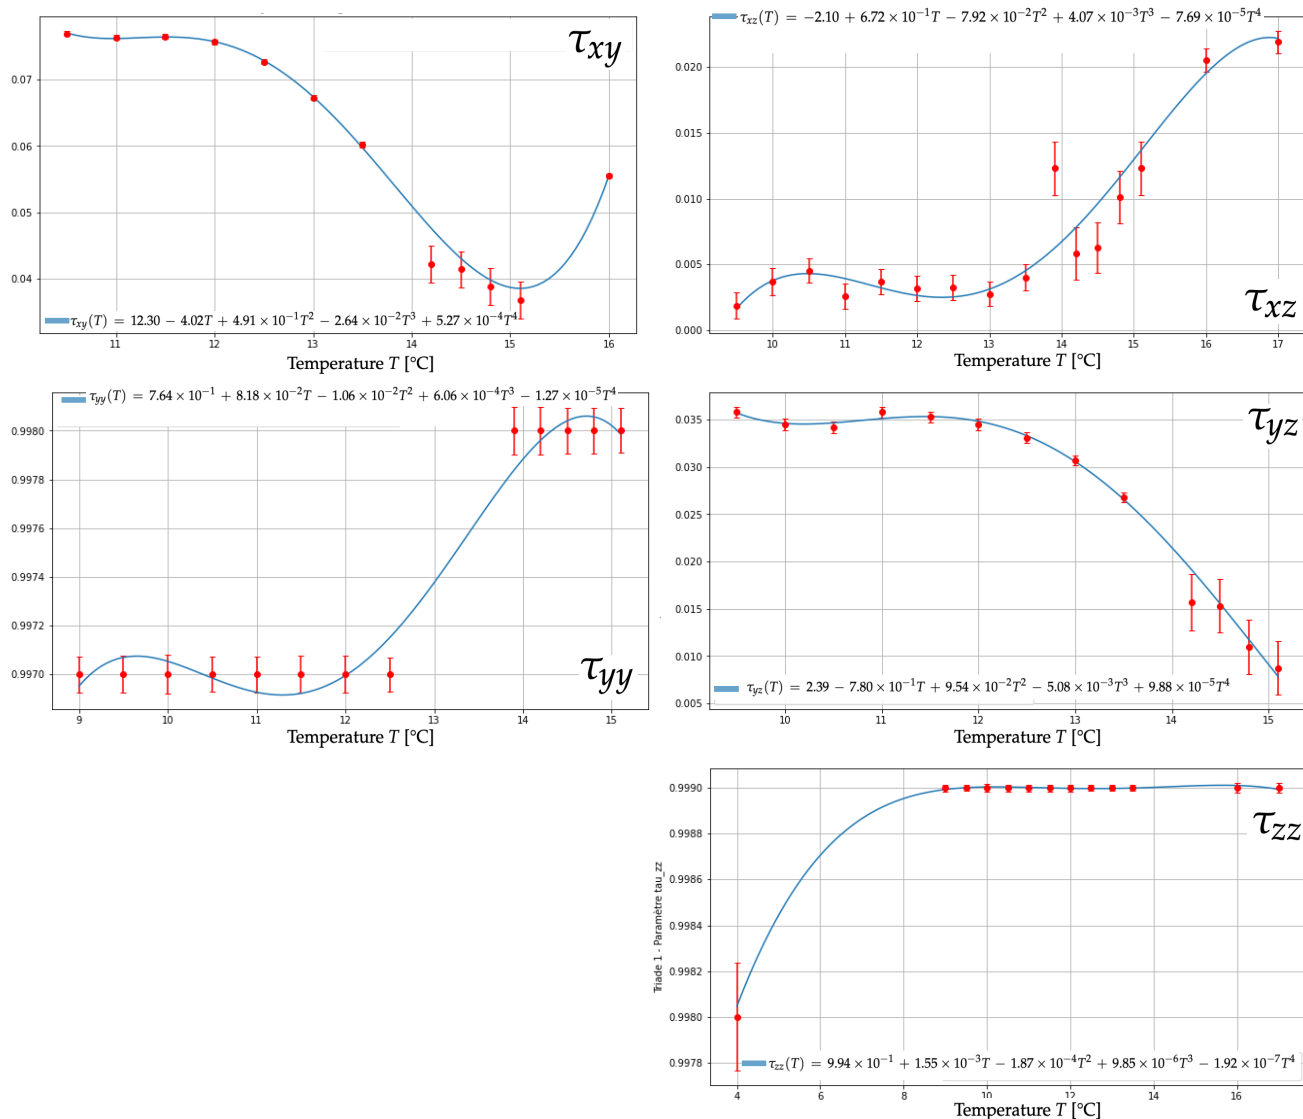 τxy
0.07
0.06
0.05
0.04
τxy(T) = 12.30 − 4.02T + 4.91 × 10⁻¹T² − 2.64 × 10⁻²T³ + 5.27 × 10⁻⁴T⁴
11 12 13 14 15 16
Temperature T [°C]
τxz(T) = −2.10 + 6.72 × 10⁻¹T − 7.92 × 10⁻²T² + 4.07 × 10⁻³T³ − 7.69 × 10⁻⁵T⁴
0.020
0.015
0.010
0.005
τxz
0.000
10 11 12 13 14 15 16 17
Temperature T [°C]
τyy(T) = 7.64 × 10⁻¹ + 8.18 × 10⁻²T − 1.06 × 10⁻²T² + 6.06 × 10⁻⁴T³ − 1.27 × 10⁻⁵T⁴
0.9980
0.9978
0.9976
0.9974
0.9972
0.9970
τyy
9 10 11 12 13 14 15
Temperature T [°C]
τyz
0.035
0.030
0.025
0.020
0.015
0.010
0.005
τyz(T) = 2.39 − 7.80 × 10⁻¹T + 9.54 × 10⁻²T² − 5.08 × 10⁻³T³ + 9.88 × 10⁻⁵T⁴
10 11 12 13 14 15
Temperature T [°C]
0.9990
τzz
0.9988
0.9986
0.9984
0.9982
0.9980
0.9978
Triade 1 - Paramètre tau_zz
τzz(T) = 9.94 × 10⁻¹ + 1.55 × 10⁻³T − 1.87 × 10⁻⁴T² + 9.85 × 10⁻⁶T³ − 1.92 × 10⁻⁷T⁴
4 6 8 10 12 14 16
Temperature T [°C]